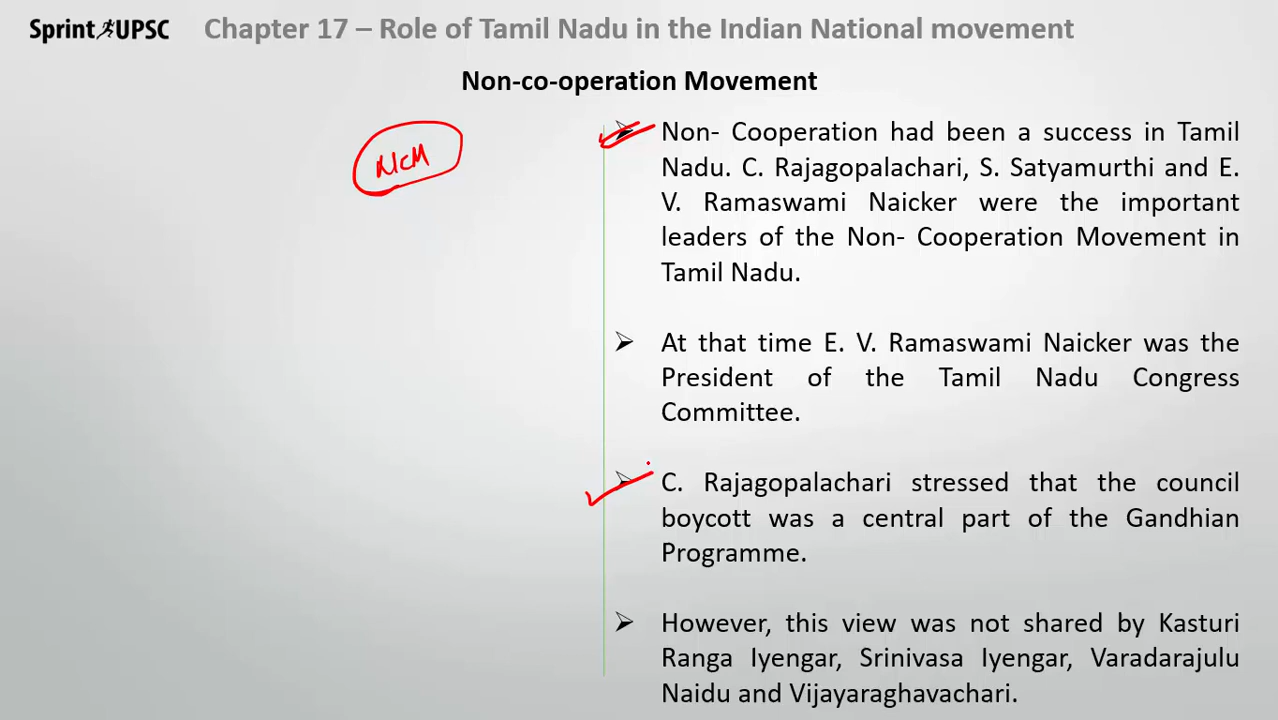 Sprint UPSC
Chapter 17 – Role of Tamil Nadu in the Indian National movement
Non-co-operation Movement
NCM
Non- Cooperation had been a success in Tamil
Nadu. C. Rajagopalachari, S. Satyamurthi and E.
V. Ramaswami Naicker were the important
leaders of the Non- Cooperation Movement in
Tamil Nadu.
At that time E. V. Ramaswami Naicker was the
President of the Tamil Nadu Congress
Committee.
C. Rajagopalachari stressed that the council
boycott was a central part of the Gandhian
Programme.
However, this view was not shared by Kasturi
Ranga Iyengar, Srinivasa Iyengar, Varadarajulu
Naidu and Vijayaraghavachari.